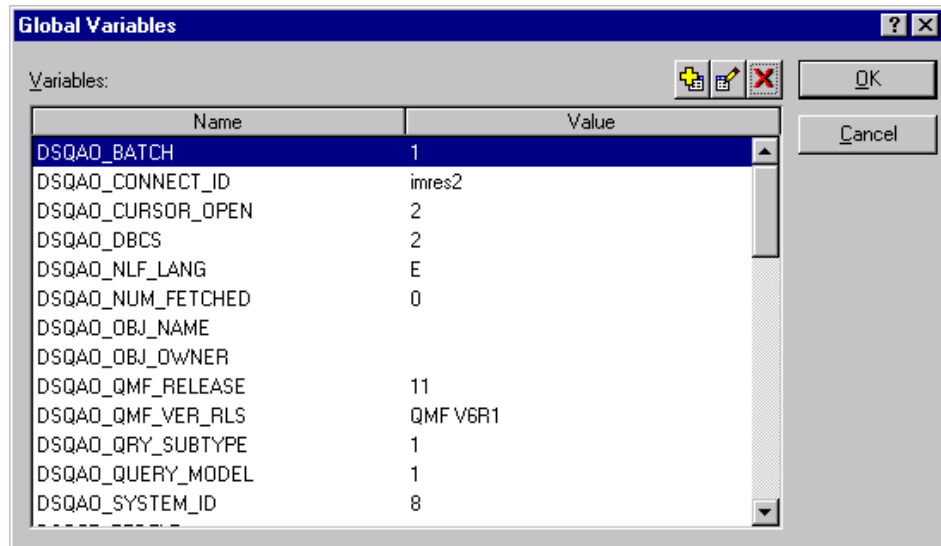 Global Variables
Variables:
OK
Cancel
Name Value
DSQAO_BATCH 1
DSQAO_CONNECT_ID imres2
DSQAO_CURSOR_OPEN 2
DSQAO_DBCS 2
DSQAO_NLF_LANG E
DSQAO_NUM_FETCHED 0
DSQAO_OBJ_NAME
DSQAO_OBJ_OWNER
DSQAO_QMF_RELEASE 11
DSQAO_QMF_VER_RLS QMF V6R1
DSQAO_QRY_SUBTYPE 1
DSQAO_QUERY_MODEL 1
DSQAO_SYSTEM_ID 8